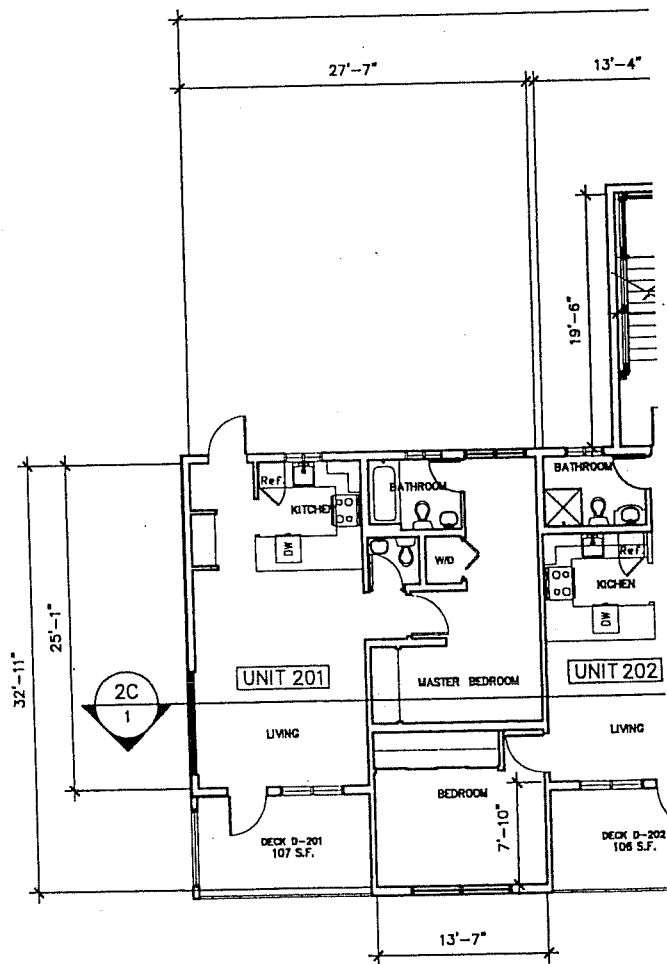 27'-7"
13'-4"
19'-6"
BATHROOM
Ref.
KITCHEN
BATHROOM
DW
W/D
Ref.
KICHEN
DW
25'-1"
32'-11"
UNIT 201
MASTER BEDROOM
UNIT 202
2C
1
LIVING
LIVING
BEDROOM
7'-10"
DECK D-201
107 S.F.
DECK D-202
106 S.F.
13'-7"